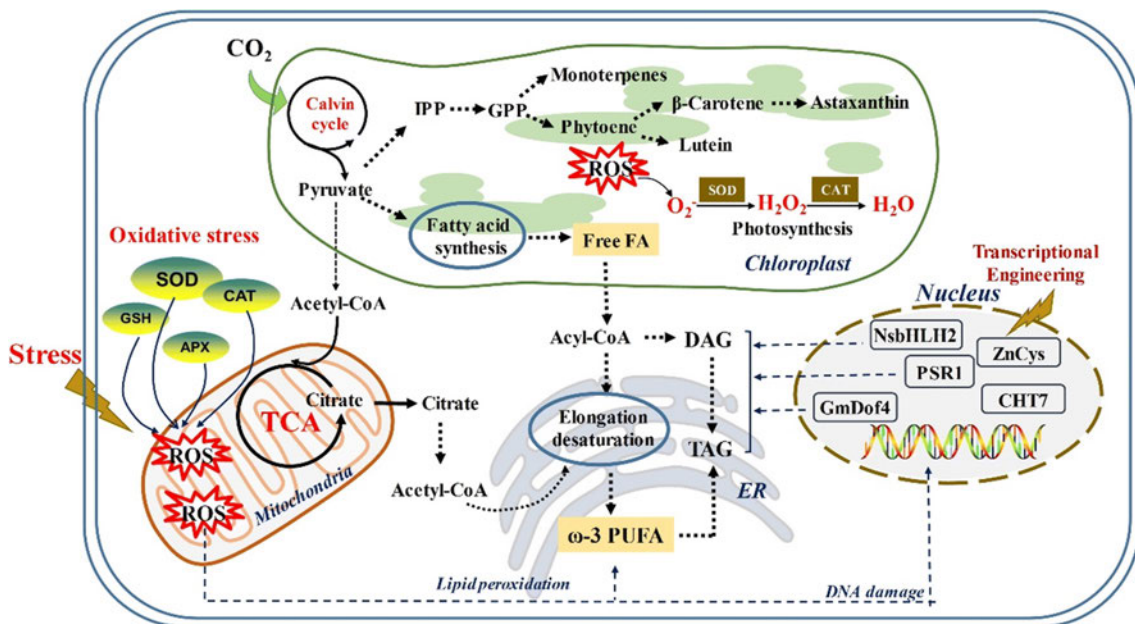 CO2
Calvin
cycle
IPP
GPP
Monoterpenes
Phytoene
β-Carotene
Astaxanthin
Lutein
ROS
O2-
SOD
H2O2
CAT
H2O
Photosynthesis
Pyruvate
Fatty acid
synthesis
Free FA
Chloroplast
Oxidative stress
SOD
CAT
GSH
APX
Stress
Acetyl-CoA
Citrate
TCA
ROS
ROS
Mitochondria
Citrate
Acetyl-CoA
Acyl-CoA
DAG
Elongation
desaturation
TAG
ER
ω-3 PUFA
Transcriptional
Engineering
Nucleus
NsbHLH2
ZnCys
PSR1
GmDof4
CHT7
Lipid peroxidation
DNA damage